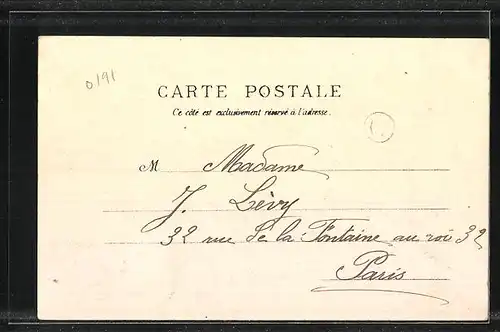 0191
CARTE POSTALE
Ce côté est exclusivement réservé à l'adresse.
M Madame
J. Lévy
32 rue de la Fontaine au roi 32
Paris